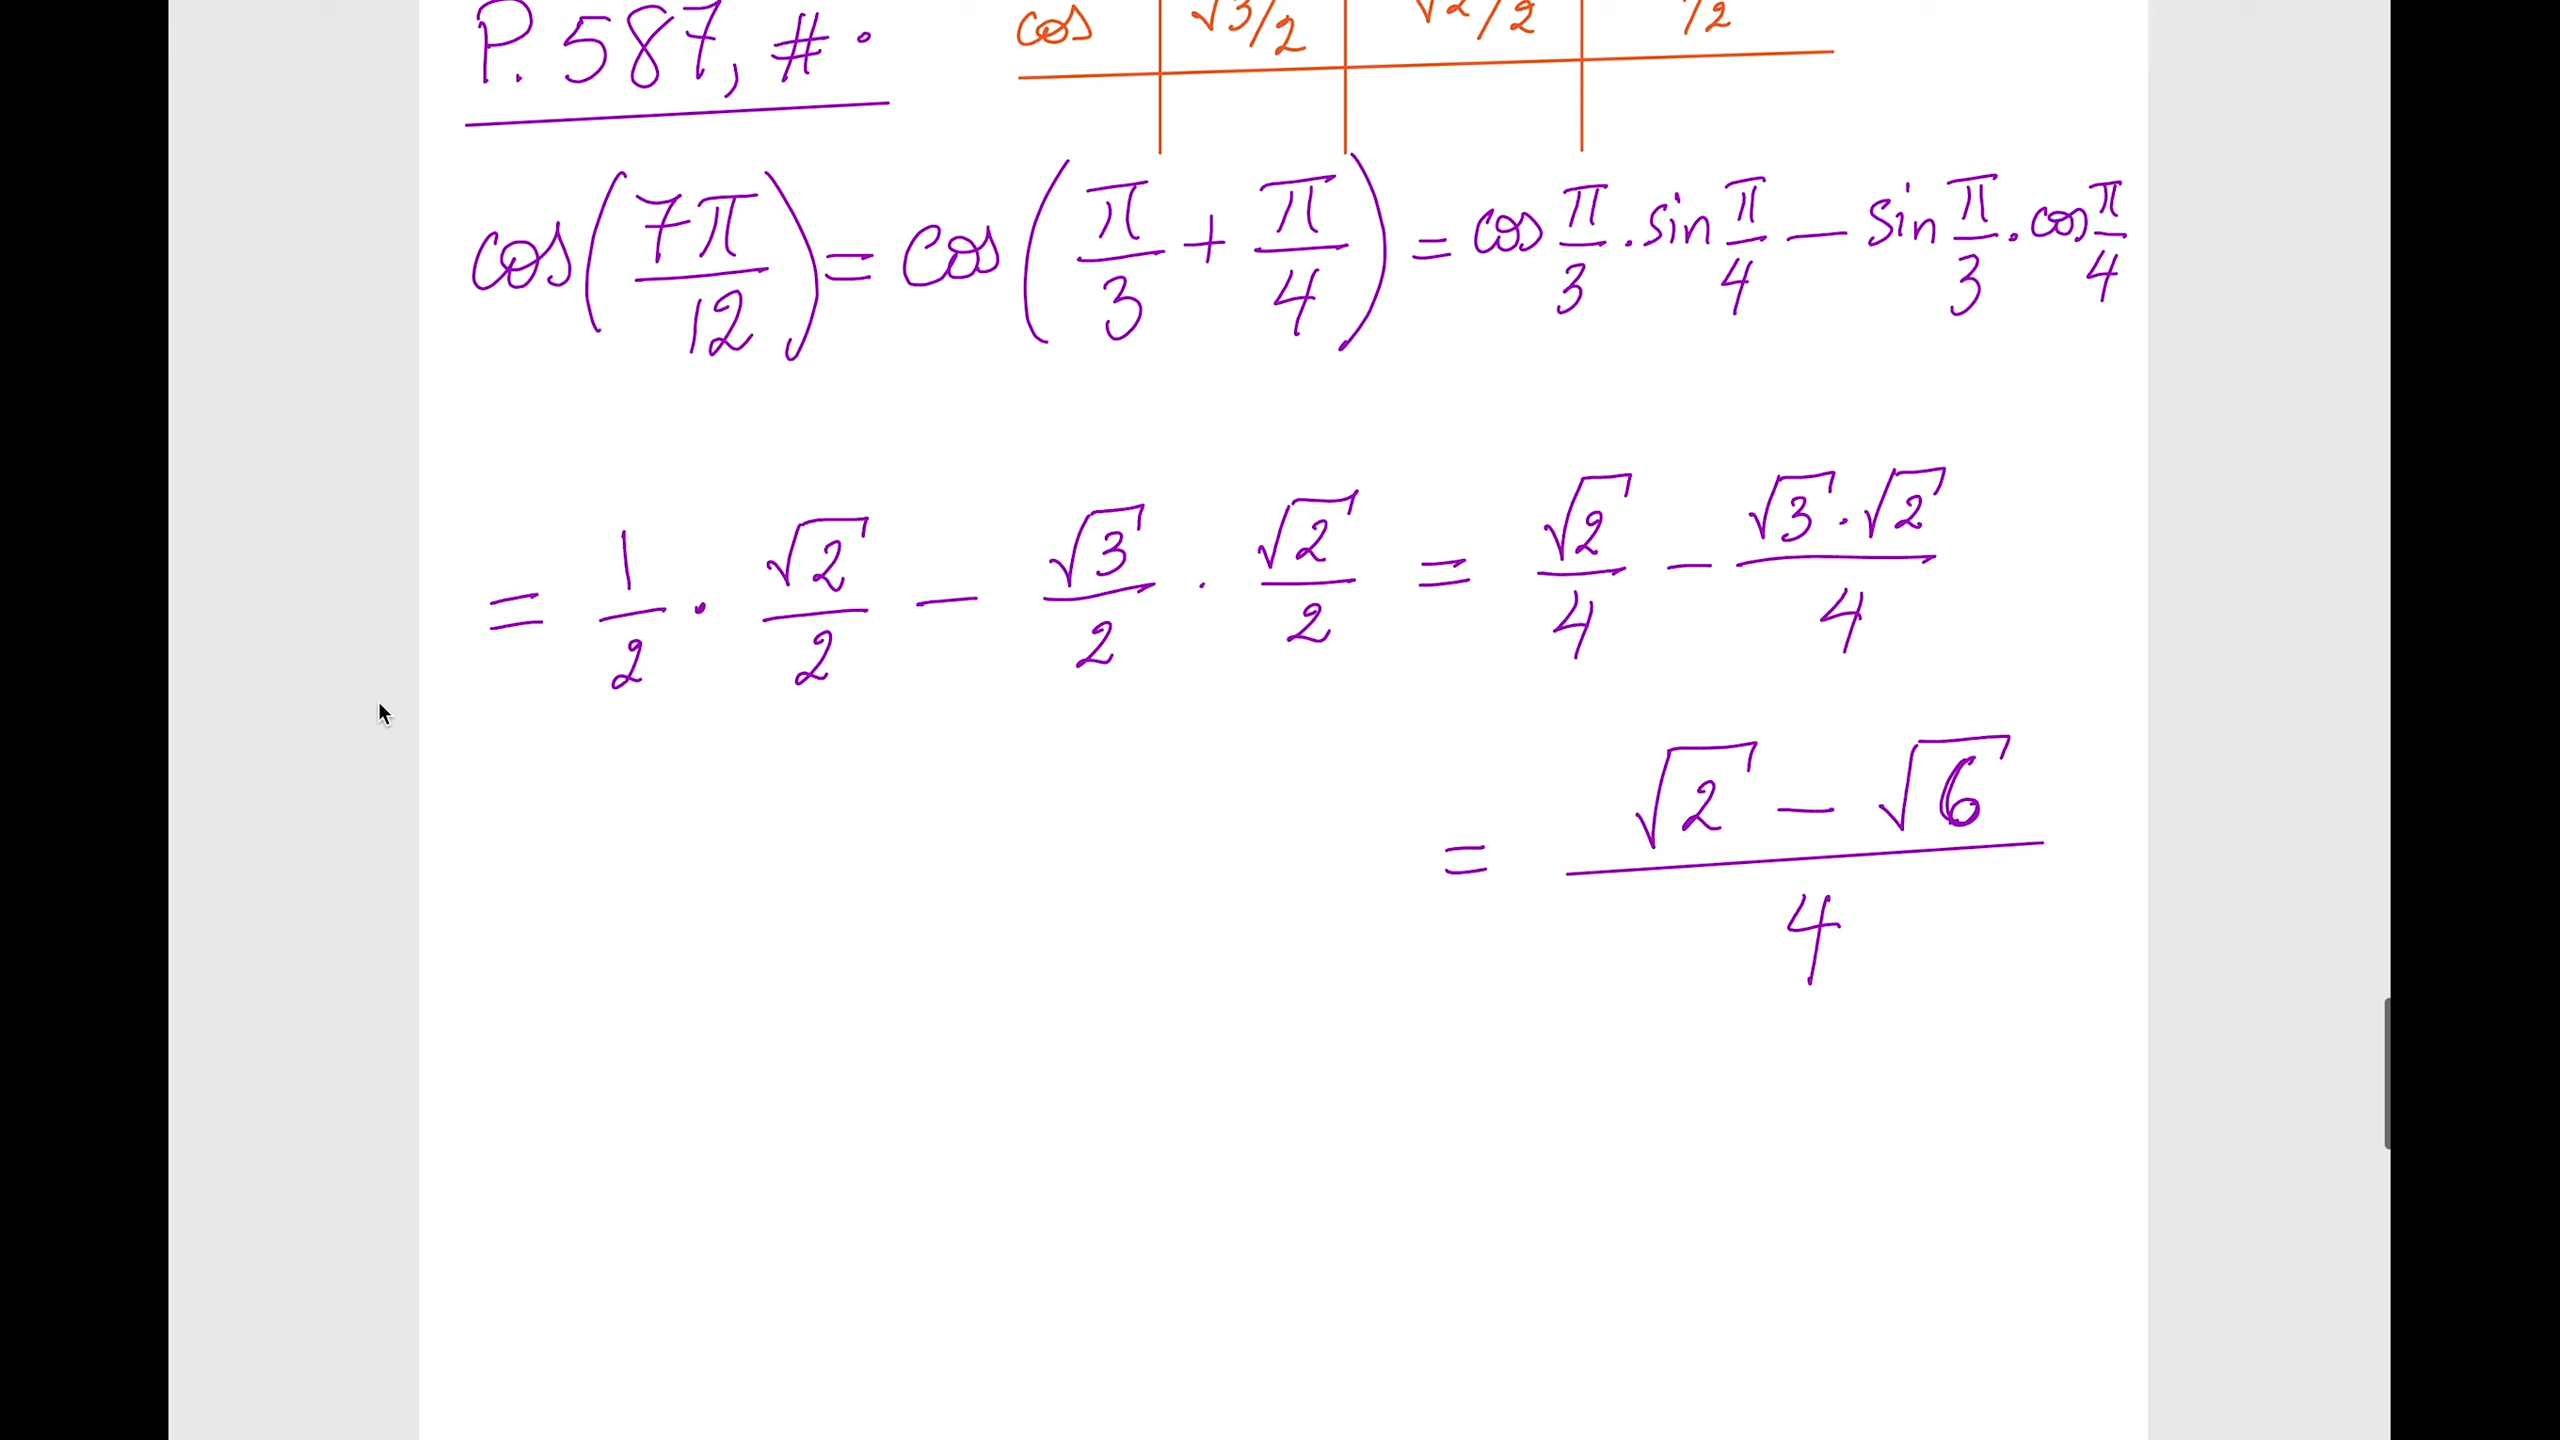 P. 587, # .
cos √3/2 √2/2 1/2
cos(7π/12) = cos(π/3 + π/4) = cos π/3 · sin π/4 − sin π/3 · cos π/4
= 1/2 · √2/2 − √3/2 · √2/2 = √2/4 − √3·√2/4
= √2 − √6 / 4